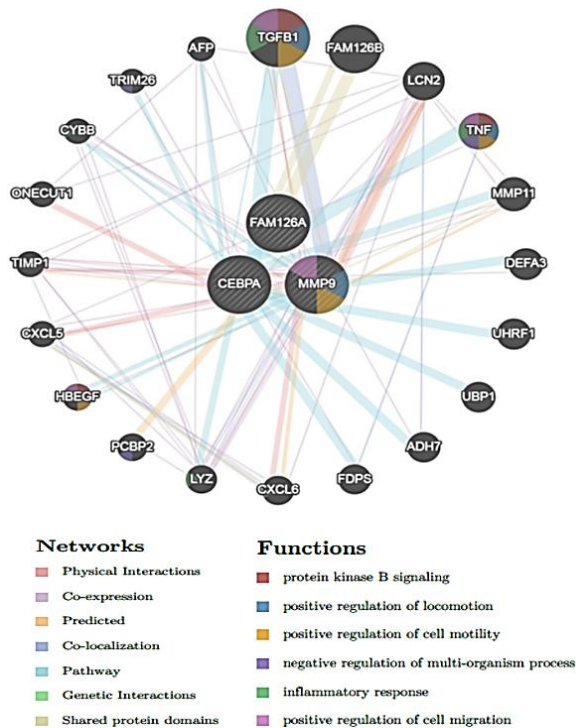 TGFB1
FAM126B
AFP
LCN2
TRIM26
TNF
CYBB
ONECUT1
MMP11
FAM126A
TIMP1
CEBPA
MMP9
DEFA3
CXCL5
UHRF1
HBEGF
UBP1
PCBP2
ADH7
LYZ
CXCL6
FDPS
Networks
Physical Interactions
Co-expression
Predicted
Co-localization
Pathway
Genetic Interactions
Shared protein domains
Functions
protein kinase B signaling
positive regulation of locomotion
positive regulation of cell motility
negative regulation of multi-organism process
inflammatory response
positive regulation of cell migration